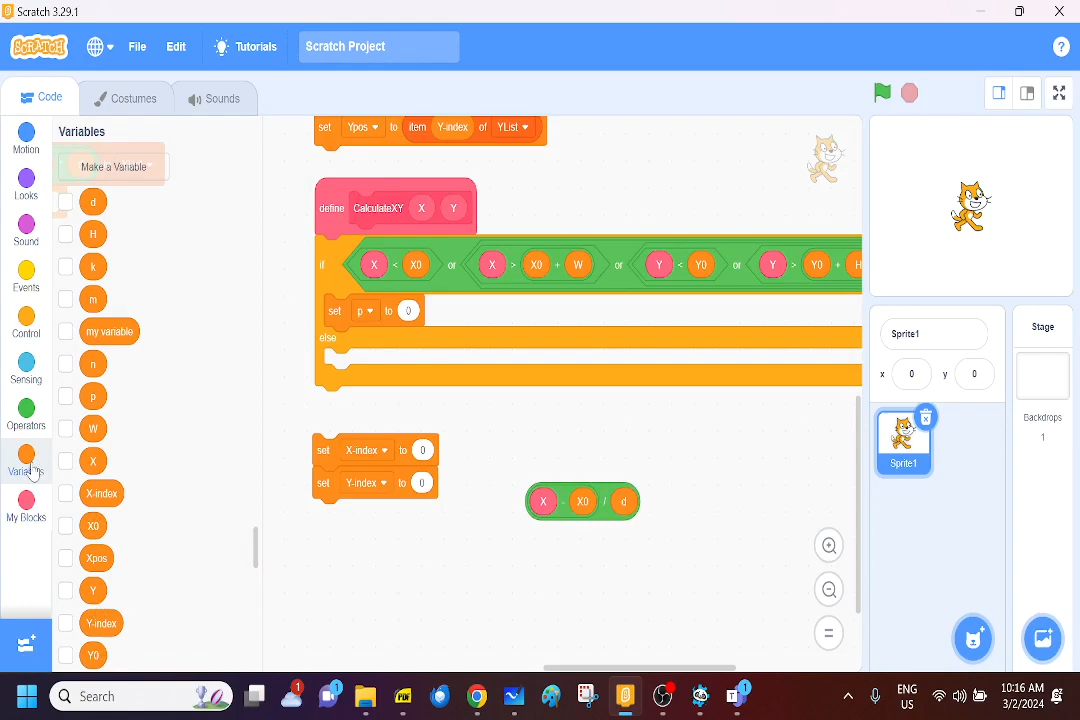 Scratch 3.29.1
SCRATCH File Edit Tutorials Scratch Project ?
Code Costumes Sounds
Motion
Looks
Sound
Events
Control
Sensing
Operators
Variables
My Blocks
Variables
Make a Variable
d
H
k
m
my variable
n
p
W
X
X-index
X0
Xpos
Y
Y-index
Y0
set Ypos to item Y-index of YList
define CalculateXY X Y
if X < X0 or X > X0 + W or Y < Y0 or Y > Y0 + H
set p to 0
else
set X-index to 0
set Y-index to 0
X - X0 / d
Sprite1
x 0 y 0
Sprite1
Stage
Backdrops
1
Search
1
1
PDF
1
ENG
US
10:16 AM
3/2/2024